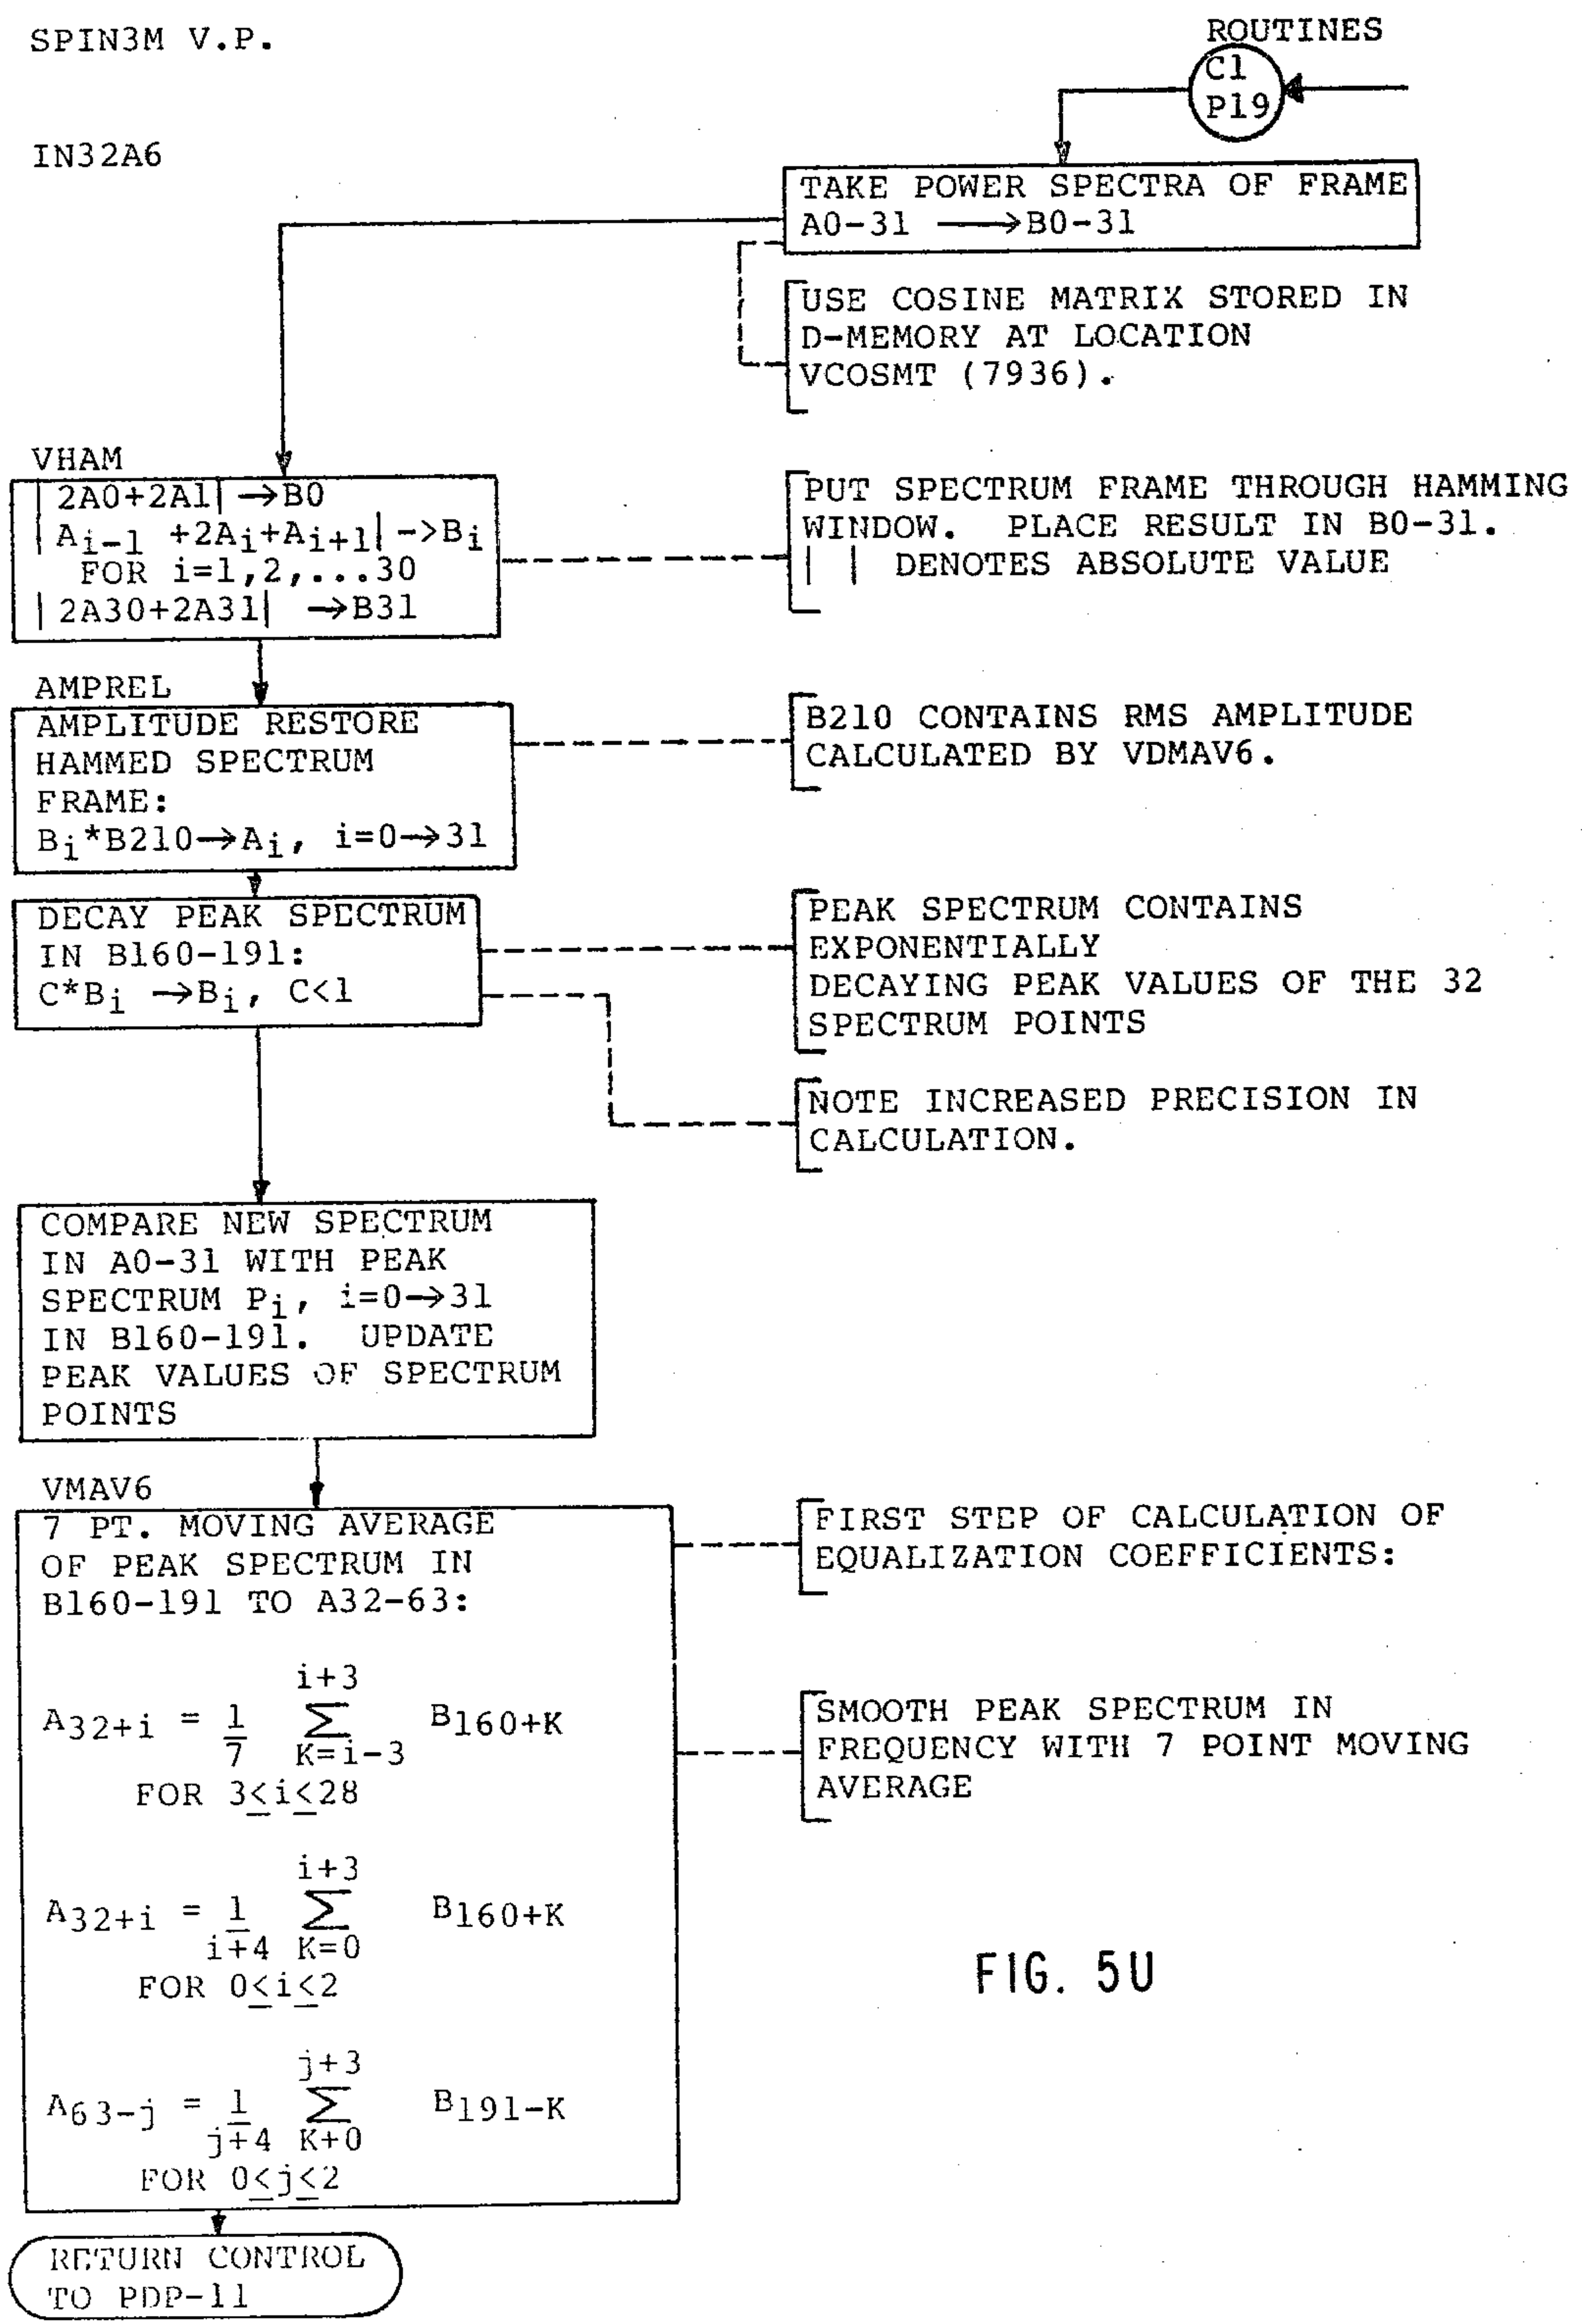 SPIN3M V.P.
ROUTINES
C1
P19
IN32A6
TAKE POWER SPECTRA OF FRAME
A0-31 ⟶B0-31
USE COSINE MATRIX STORED IN
D-MEMORY AT LOCATION
VCOSMT (7936).
VHAM
| 2A0+2A1| →B0
| Ai-1 +2Ai+Ai+1| ->Bi
FOR i=1,2,...30
| 2A30+2A31| →B31
PUT SPECTRUM FRAME THROUGH HAMMING
WINDOW. PLACE RESULT IN B0-31.
| | DENOTES ABSOLUTE VALUE
AMPREL
AMPLITUDE RESTORE
HAMMED SPECTRUM
FRAME:
Bi*B210→Ai, i=0→31
B210 CONTAINS RMS AMPLITUDE
CALCULATED BY VDMAV6.
DECAY PEAK SPECTRUM
IN B160-191:
C*Bi →Bi, C<1
PEAK SPECTRUM CONTAINS
EXPONENTIALLY
DECAYING PEAK VALUES OF THE 32
SPECTRUM POINTS
NOTE INCREASED PRECISION IN
CALCULATION.
COMPARE NEW SPECTRUM
IN A0-31 WITH PEAK
SPECTRUM Pi, i=0→31
IN B160-191. UPDATE
PEAK VALUES OF SPECTRUM
POINTS
VMAV6
7 PT. MOVING AVERAGE
OF PEAK SPECTRUM IN
B160-191 TO A32-63:
FIRST STEP OF CALCULATION OF
EQUALIZATION COEFFICIENTS:
i+3
A32+i = 1/7 ∑ B160+K
K=i-3
FOR 3≤i≤28
SMOOTH PEAK SPECTRUM IN
FREQUENCY WITH 7 POINT MOVING
AVERAGE
i+3
A32+i = 1/i+4 ∑ B160+K
K=0
FOR 0≤i≤2
FIG. 5U
j+3
A63-j = 1/j+4 ∑ B191-K
K+0
FOR 0≤j≤2
RETURN CONTROL
TO PDP-11